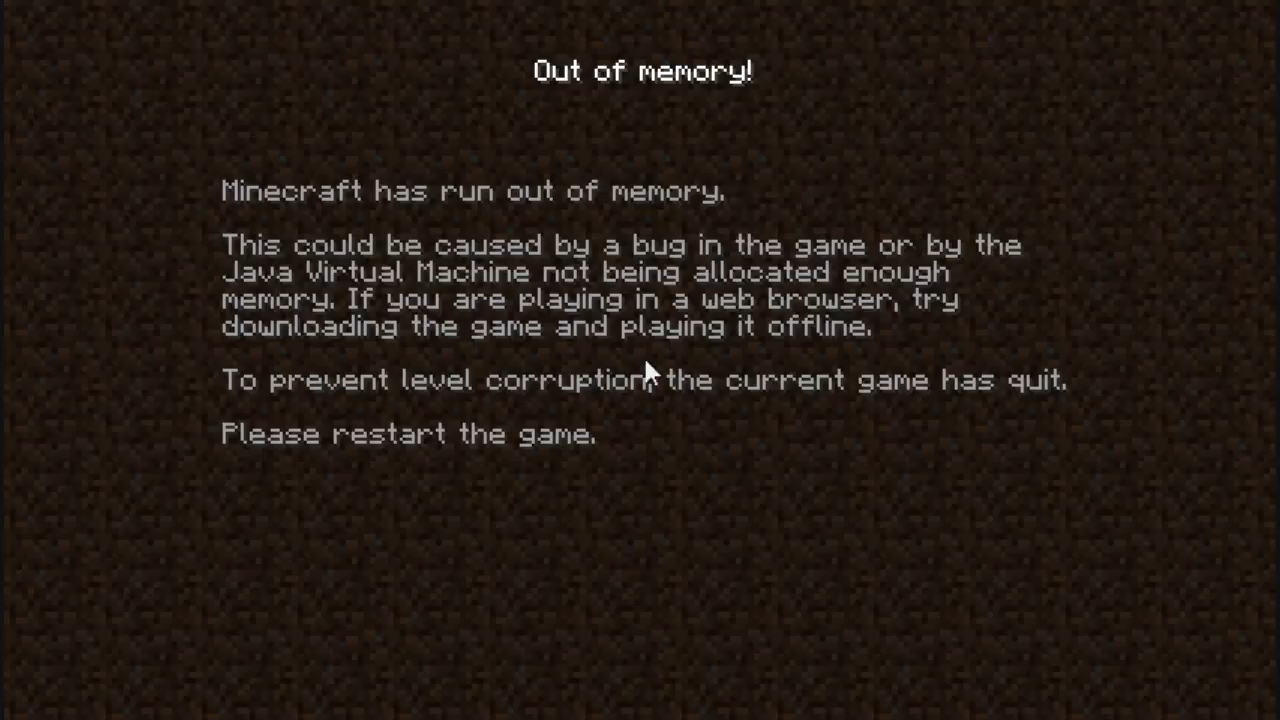 Out of memory!
Minecraft has run out of memory.
This could be caused by a bug in the game or by the
Java Virtual Machine not being allocated enough
memory. If you are playing in a web browser, try
downloading the game and playing it offline.
To prevent level corruption, the current game has quit.
Please restart the game.